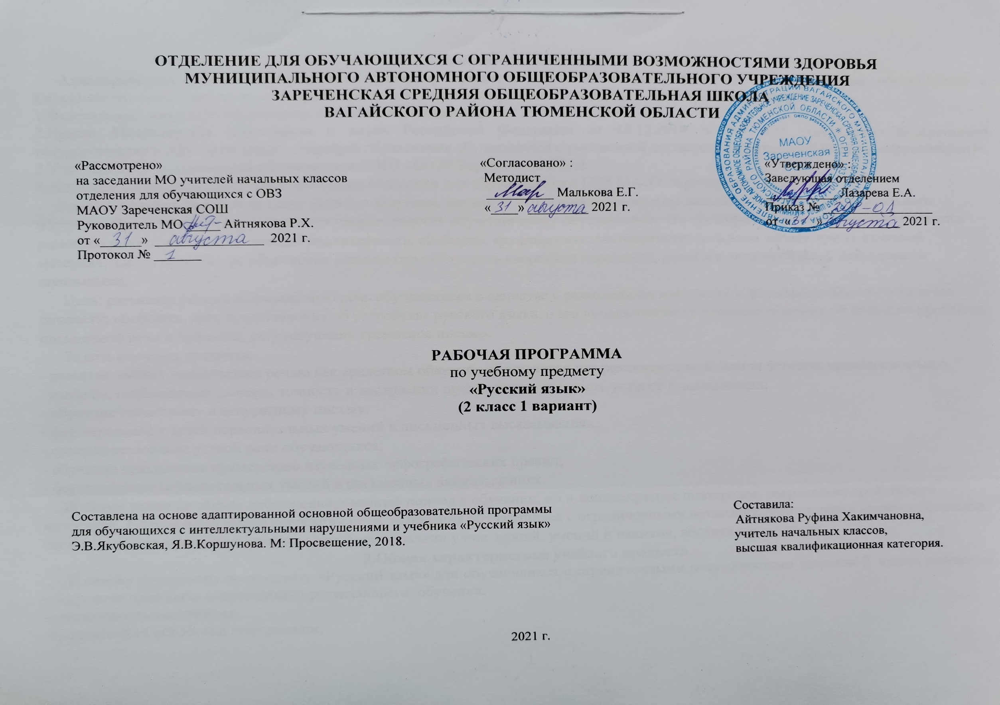 ОТДЕЛЕНИЕ ДЛЯ ОБУЧАЮЩИХСЯ С ОГРАНИЧЕННЫМИ ВОЗМОЖНОСТЯМИ ЗДОРОВЬЯ
МУНИЦИПАЛЬНОГО АВТОНОМНОГО ОБЩЕОБРАЗОВАТЕЛЬНОГО УЧРЕЖДЕНИЯ
ЗАРЕЧЕНСКАЯ СРЕДНЯЯ ОБЩЕОБРАЗОВАТЕЛЬНАЯ ШКОЛА
ВАГАЙСКОГО РАЙОНА ТЮМЕНСКОЙ ОБЛАСТИ
«Рассмотрено»
на заседании МО учителей начальных классов
отделения для обучающихся с ОВЗ
МАОУ Зареченская СОШ
Руководитель МО Айтнякова Р.Х.
от «31» августа 2021 г.
Протокол № 1
«Согласовано» :
Методист
Малькова Е.Г.
«31» августа 2021 г.
МАОУ
Зареченская
СОШ
«Утверждено» :
Заведующая отделением
Лазарева Е.А.
Приказ №
от «31» августа 2021 г.
РАБОЧАЯ ПРОГРАММА
по учебному предмету
«Русский язык»
(2 класс 1 вариант)
Составлена на основе адаптированной основной общеобразовательной программы
для обучающихся с интеллектуальными нарушениями и учебника «Русский язык»
Э.В.Якубовская, Я.В.Коршунова. М: Просвещение, 2018.
Составила:
Айтнякова Руфина Хакимчановна,
учитель начальных классов,
высшая квалификационная категория.
2021 г.